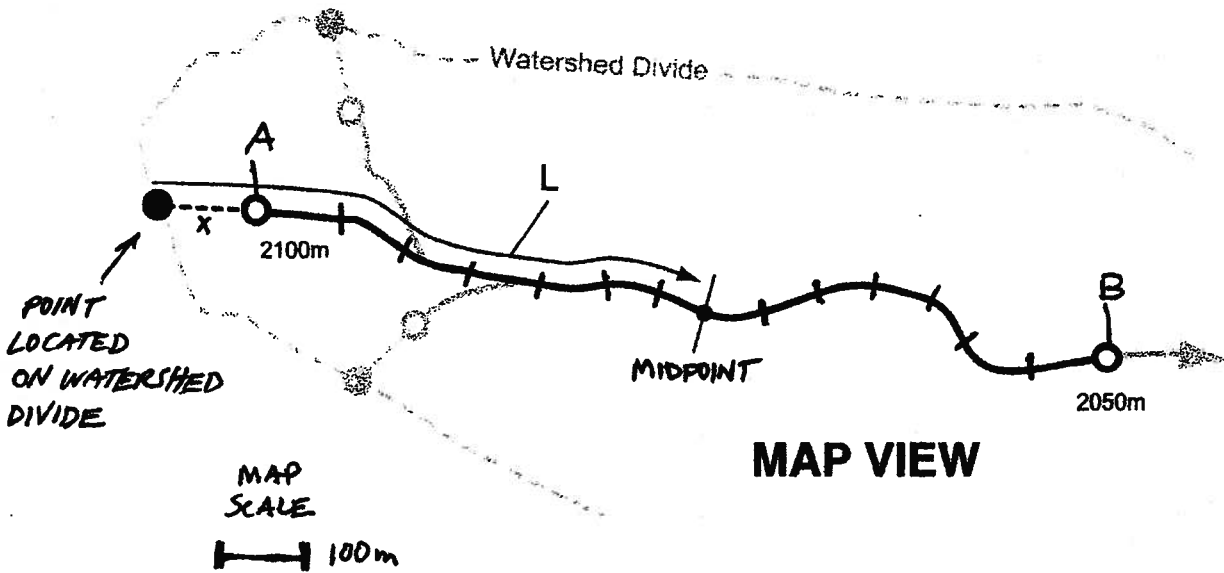 Watershed Divide
A
L
x
2100m
POINT
LOCATED
ON WATERSHED
DIVIDE
B
MIDPOINT
2050m
MAP VIEW
MAP
SCALE
100m